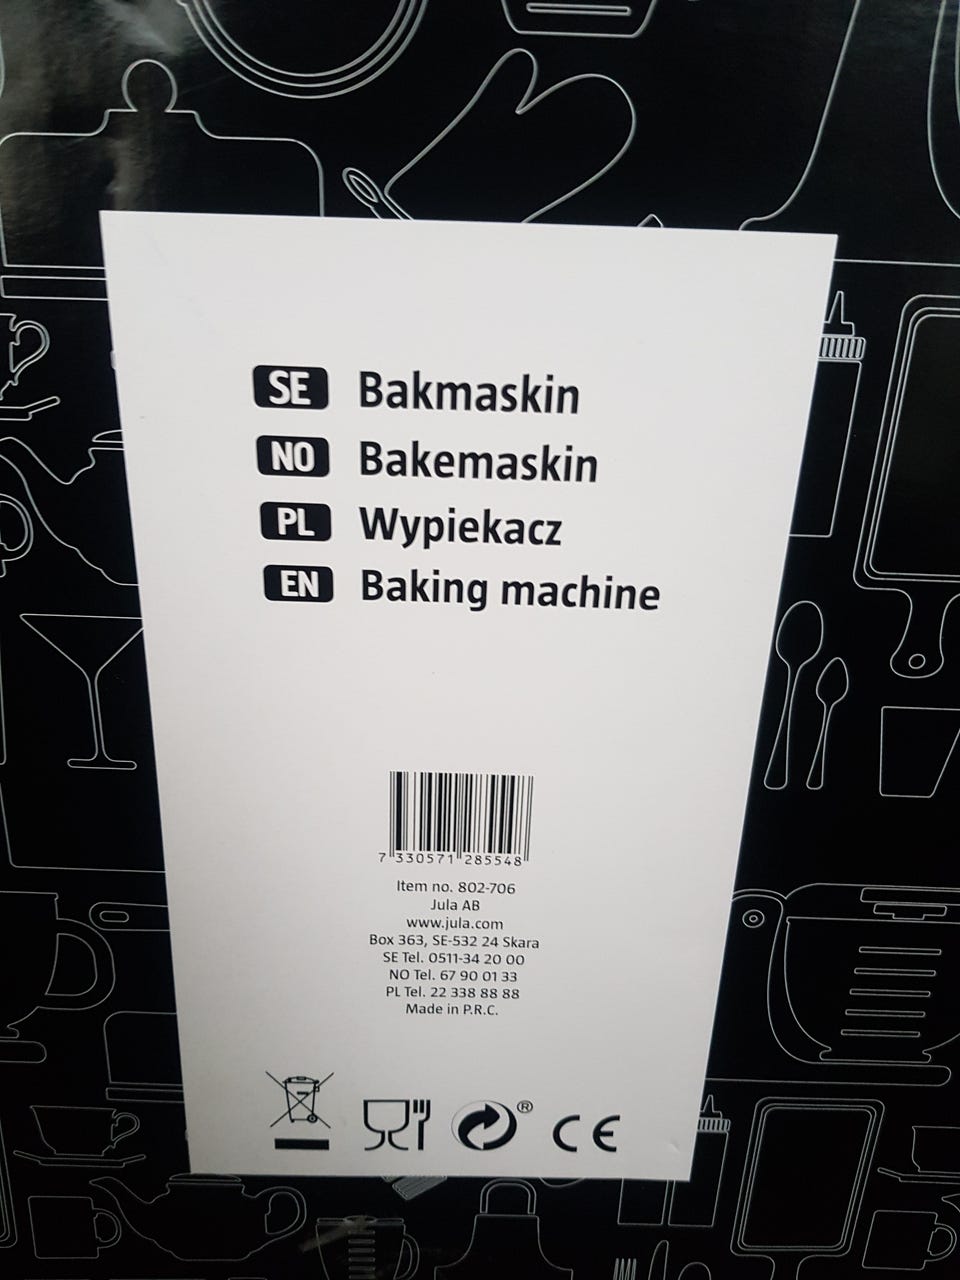 SE Bakmaskin
NO Bakemaskin
PL Wypiekacz
EN Baking machine
7 330571 285548
Item no. 802-706
Jula AB
www.jula.com
Box 363, SE-532 24 Skara
SE Tel. 0511-34 20 00
NO Tel. 67 90 01 33
PL Tel. 22 338 88 88
Made in P.R.C.
® CE